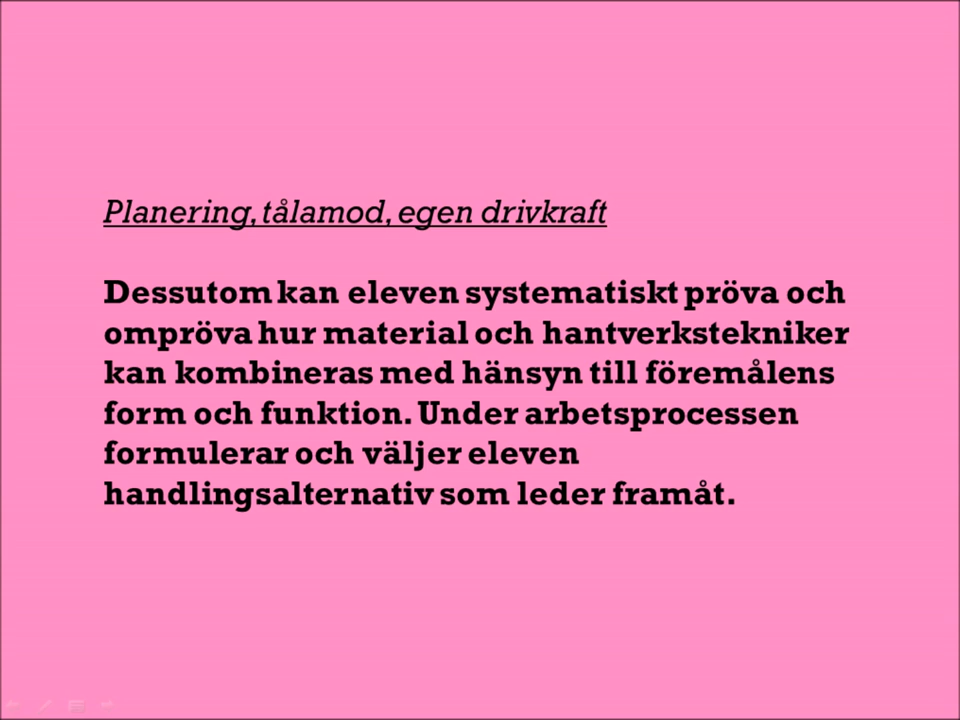 Planering, tålamod, egen drivkraft
Dessutom kan eleven systematiskt pröva och
ompröva hur material och hantverkstekniker
kan kombineras med hänsyn till föremålens
form och funktion. Under arbetsprocessen
formulerar och väljer eleven
handlingsalternativ som leder framåt.